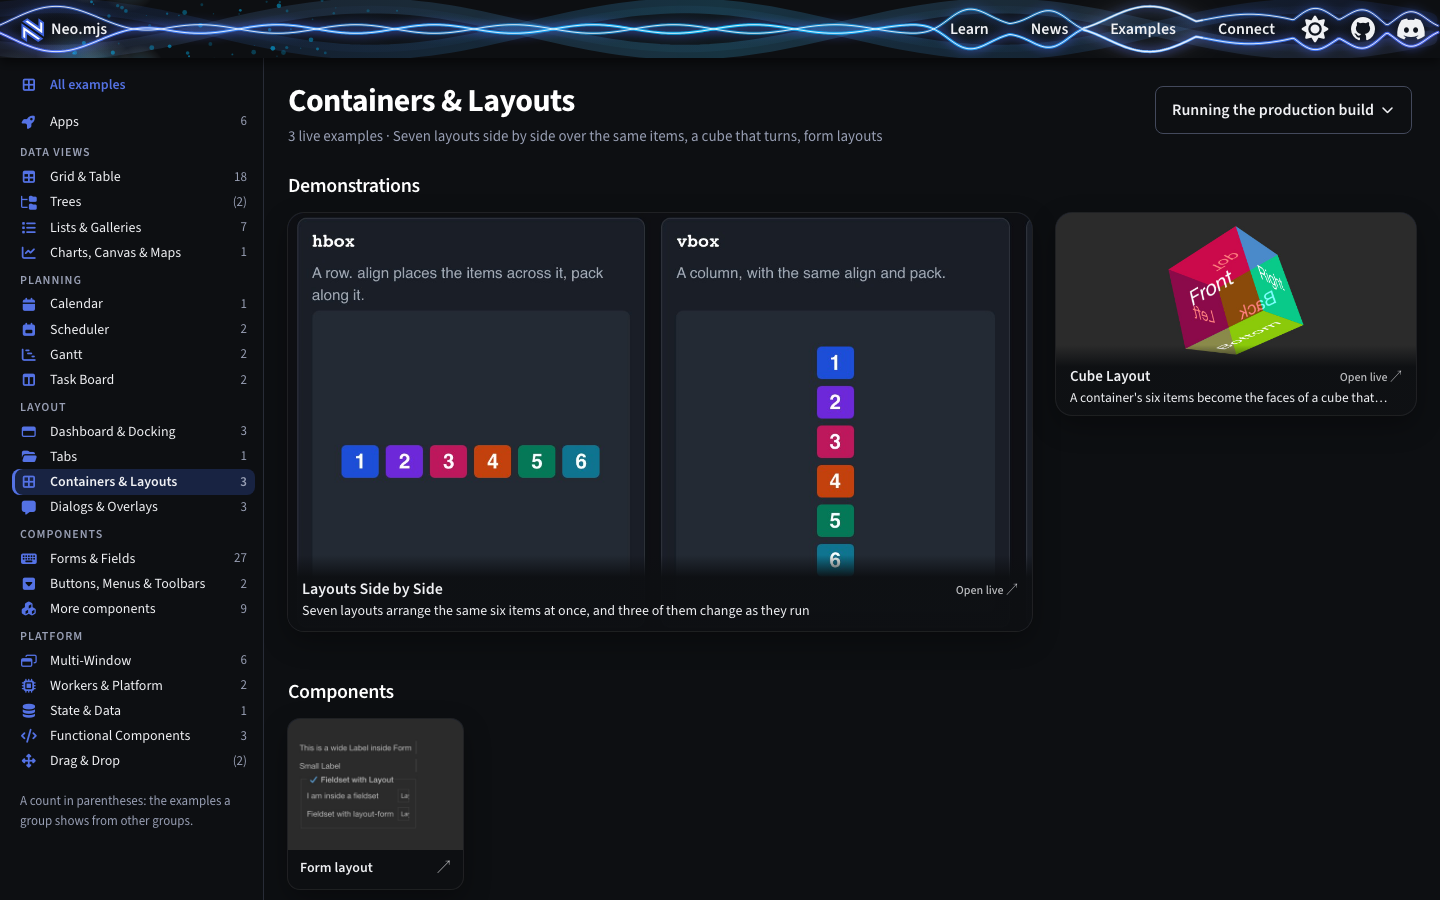 Neo.mjs
Learn
News
Examples
Connect
All examples
Apps 6
DATA VIEWS
Grid & Table 18
Trees (2)
Lists & Galleries 7
Charts, Canvas & Maps 1
PLANNING
Calendar 1
Scheduler 2
Gantt 2
Task Board 2
LAYOUT
Dashboard & Docking 3
Tabs 1
Containers & Layouts 3
Dialogs & Overlays 3
COMPONENTS
Forms & Fields 27
Buttons, Menus & Toolbars 2
More components 9
PLATFORM
Multi-Window 6
Workers & Platform 2
State & Data 1
Functional Components 3
Drag & Drop (2)
A count in parentheses: the examples a
group shows from other groups.
Containers & Layouts
3 live examples · Seven layouts side by side over the same items, a cube that turns, form layouts
Running the production build
Demonstrations
hbox
A row. align places the items across it, pack
along it.
1 2 3 4 5 6
vbox
A column, with the same align and pack.
1
2
3
4
5
6
Layouts Side by Side
Open live
Seven layouts arrange the same six items at once, and three of them change as they run
Top
Front
Right
Left
Back
Bottom
Cube Layout
Open live
A container's six items become the faces of a cube that…
Components
This is a wide Label inside Form
Small Label
Fieldset with Layout
I am inside a fieldset
Fieldset with layout-form
Form layout